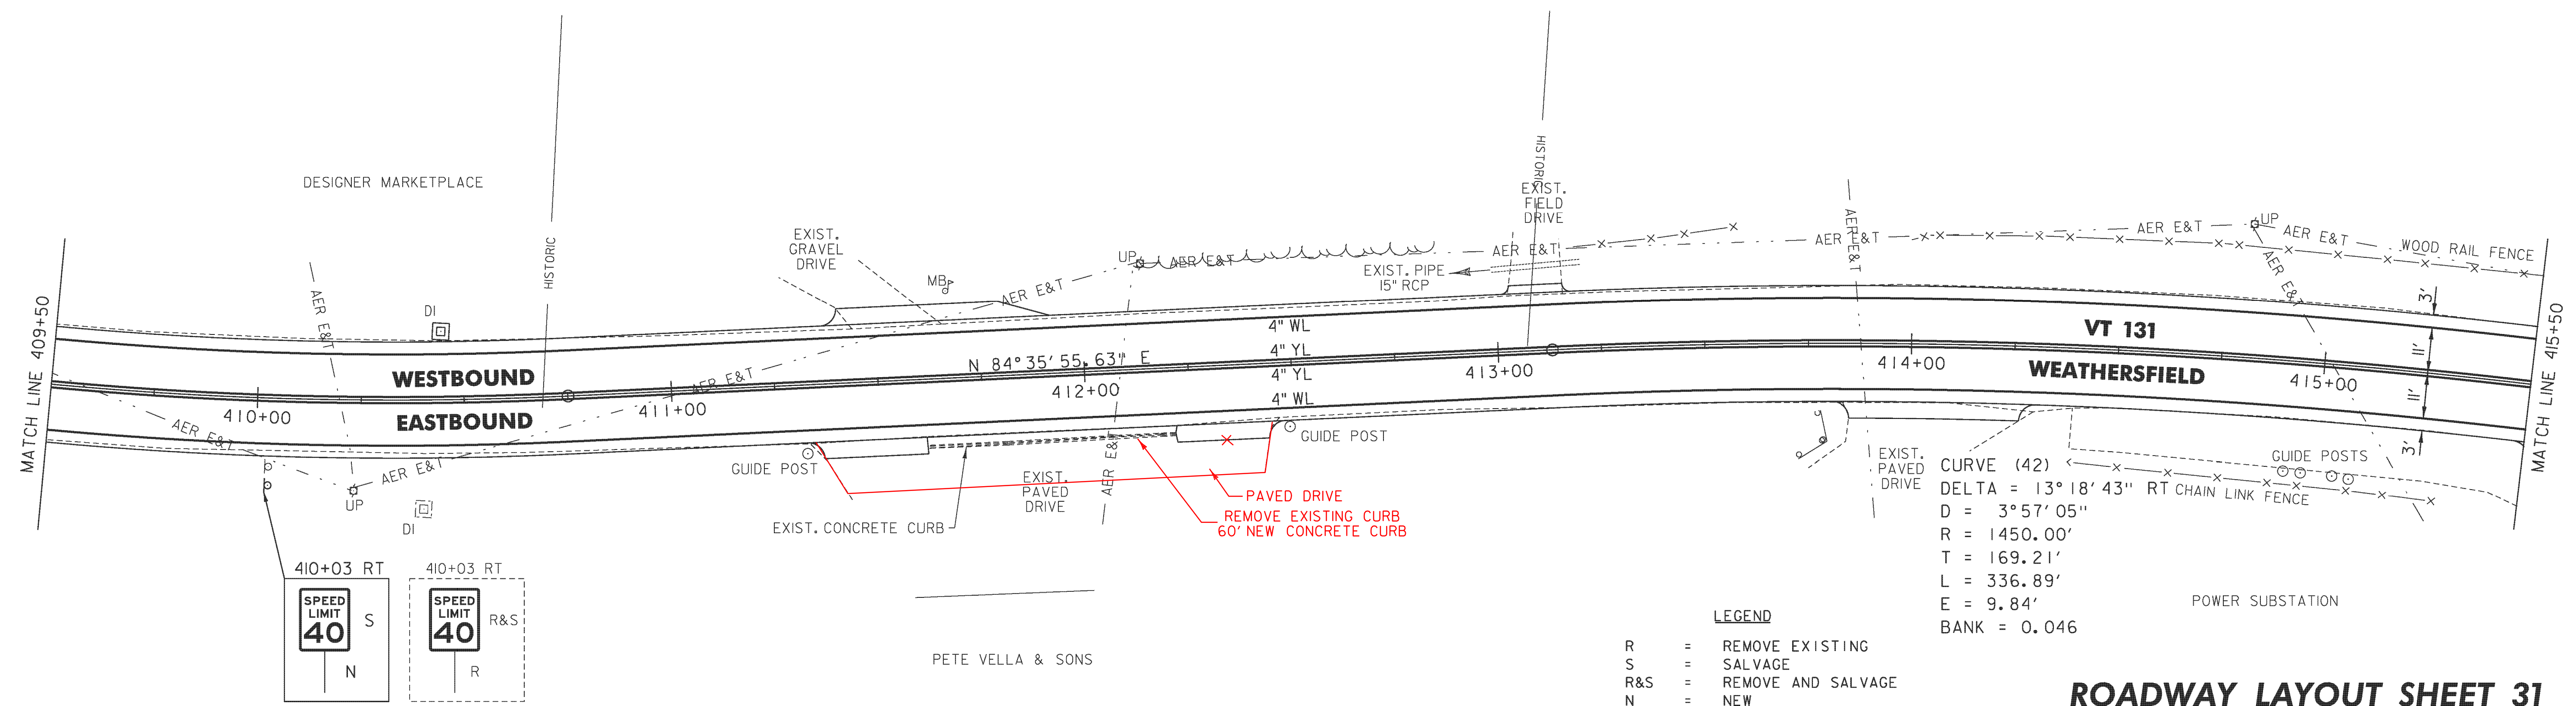 MATCH LINE 409+50
DESIGNER MARKETPLACE
HISTORIC
HISTORIC
EXIST.
FIELD
DRIVE
EXIST.
GRAVEL
DRIVE
UP
AER E&T
AER E&T
AER E&T
AER E&T
UP
AER E&T
WOOD RAIL FENCE
AER E&T
AER E&T
AER E&T
EXIST. PIPE
15" RCP
MB
AER E&T
AER E&T
DI
3'
11'
11'
3'
4" WL
4" YL
4" YL
4" WL
VT 131
WEATHERSFIELD
N 84°35'55.63" E
WESTBOUND
EASTBOUND
410+00
411+00
412+00
413+00
414+00
415+00
MATCH LINE 415+50
AER E&T
AER E&T
AER E&T
AER E&T
UP
DI
GUIDE POST
GUIDE POST
EXIST.
PAVED
DRIVE
EXIST. CONCRETE CURB
PAVED DRIVE
REMOVE EXISTING CURB
60' NEW CONCRETE CURB
EXIST.
PAVED
DRIVE
GUIDE POSTS
CHAIN LINK FENCE
CURVE (42)
DELTA = 13°18'43" RT
D = 3°57'05"
R = 1450.00'
T = 169.21'
L = 336.89'
E = 9.84'
BANK = 0.046
POWER SUBSTATION
410+03 RT
SPEED
LIMIT
40
S
N
410+03 RT
SPEED
LIMIT
40
R&S
R
PETE VELLA & SONS
LEGEND
R = REMOVE EXISTING
S = SALVAGE
R&S = REMOVE AND SALVAGE
N = NEW
ROADWAY LAYOUT SHEET 31